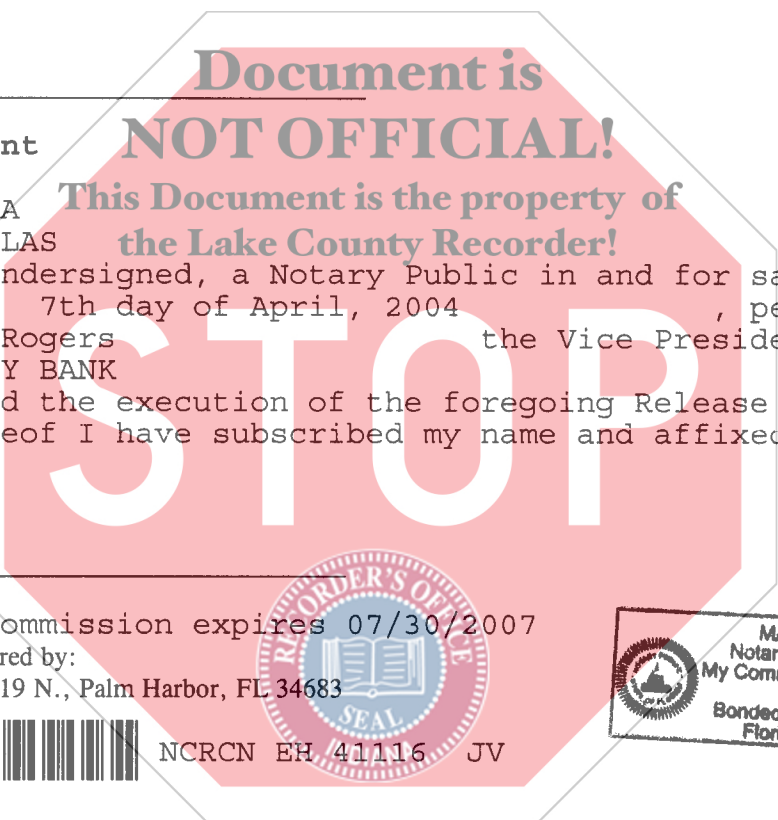 Document is
NOT OFFICIAL!
nt
This Document is the property of
A
the Lake County Recorder!
LAS
ndersigned, a Notary Public in and for sa
7th day of April, 2004 , pe
Rogers the Vice Preside
Y BANK
d the execution of the foregoing Release
eof I have subscribed my name and affixed
STOP
RECORDER'S OFFICE
ommission expires 07/30/2007
red by:
19 N., Palm Harbor, FL 34683
SEAL
NCRCN EH 41116 JV
Ma
Notar
My Comm
Bonded
Flor